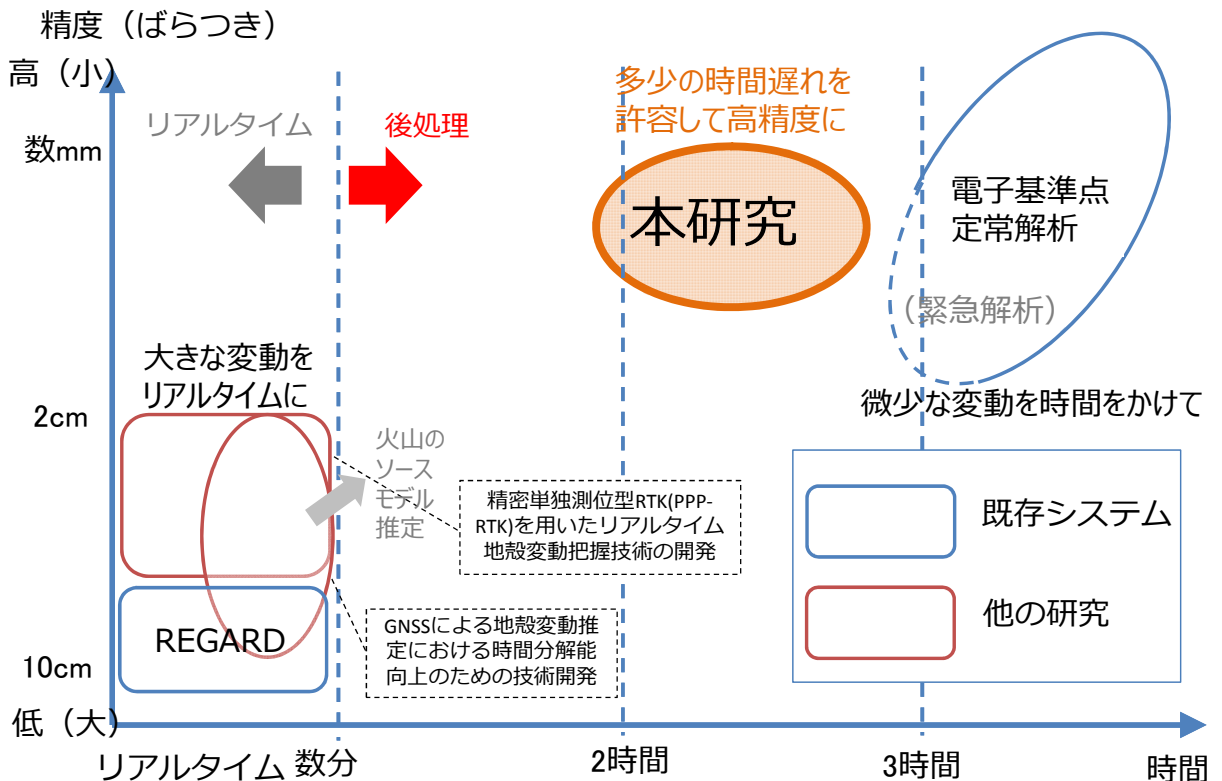 精度（ばらつき）
高（小）
リアルタイム
後処理
多少の時間遅れを
許容して高精度に
数mm
本研究
電子基準点
定常解析
（緊急解析）
大きな変動を
リアルタイムに
微少な変動を時間をかけて
2cm
火山の
ソース
モデル
推定
精密単独測位型RTK(PPP-
RTK)を用いたリアルタイム
地殻変動把握技術の開発
既存システム
他の研究
REGARD
GNSSによる地殻変動推
定における時間分解能
向上のための技術開発
10cm
低（大）
リアルタイム
数分
2時間
3時間
時間